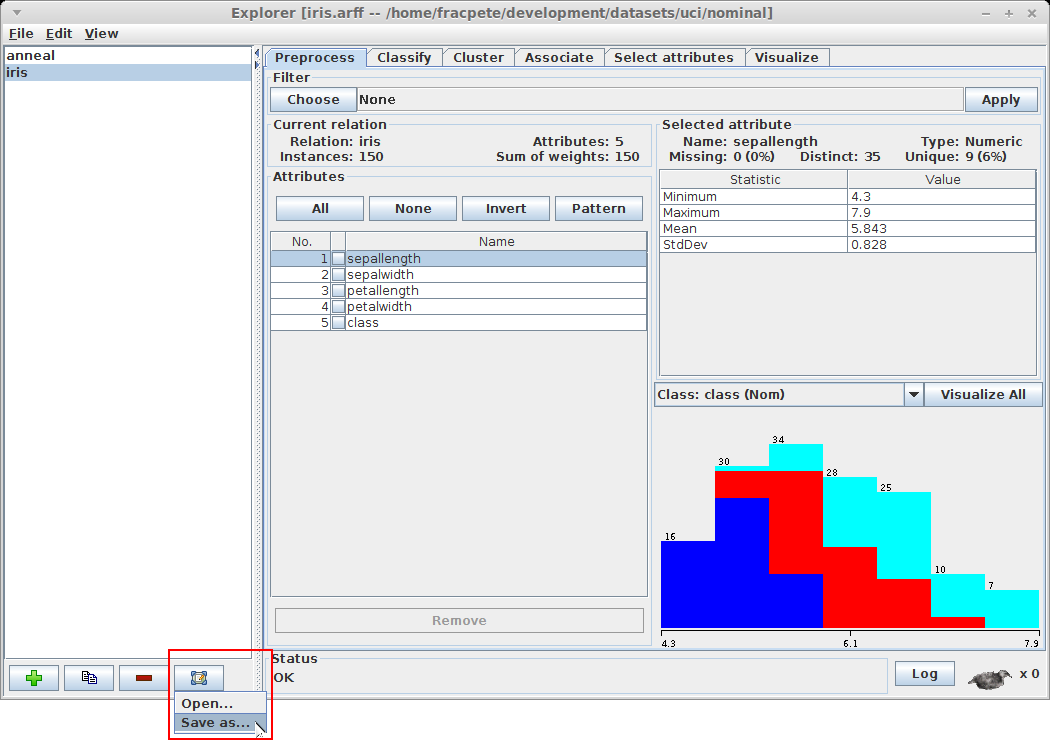 Explorer [iris.arff -- /home/fracpete/development/datasets/uci/nominal]
File Edit View
anneal
iris
Preprocess Classify Cluster Associate Select attributes Visualize
Filter
Choose None Apply
Current relation
Relation: iris Attributes: 5
Instances: 150 Sum of weights: 150
Attributes
All None Invert Pattern
No. Name
1 sepallength
2 sepalwidth
3 petallength
4 petalwidth
5 class
Remove
Selected attribute
Name: sepallength Type: Numeric
Missing: 0 (0%) Distinct: 35 Unique: 9 (6%)
Statistic Value
Minimum 4.3
Maximum 7.9
Mean 5.843
StdDev 0.828
Class: class (Nom) Visualize All
34
30
28
25
16
10
7
4.3 6.1 7.9
Status
OK
Log x 0
Open...
Save as...